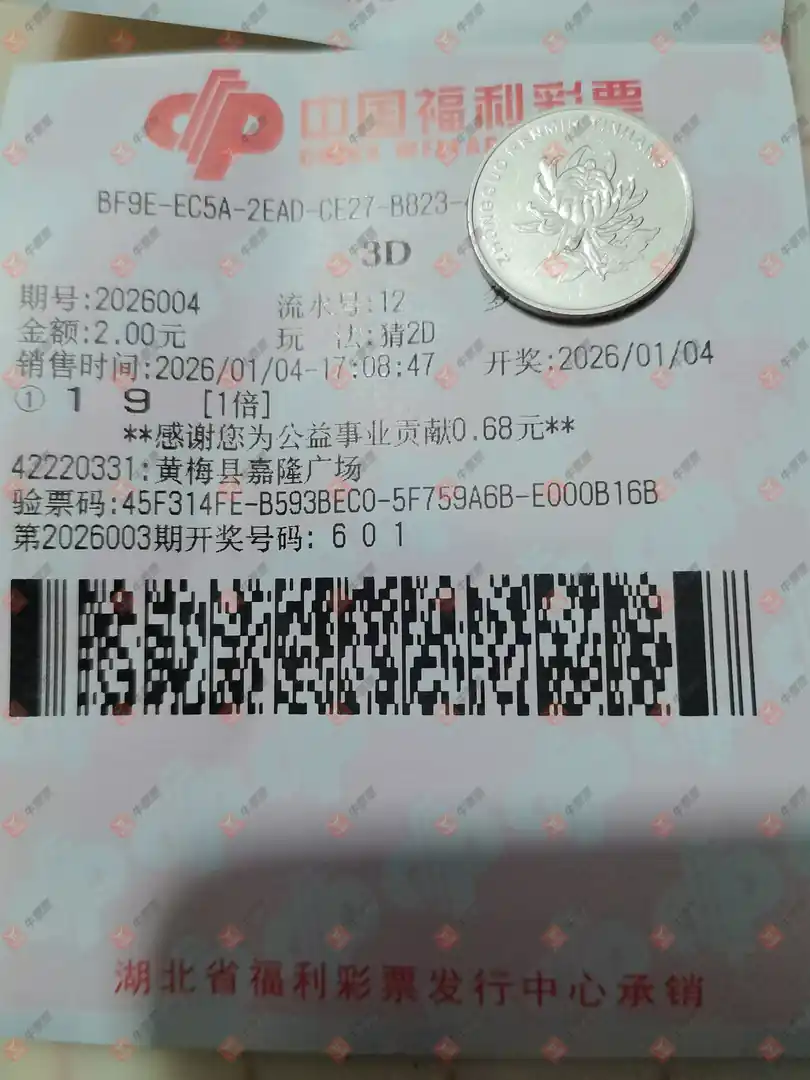 中国福利彩票
BF9E-EC5A-2EAD-CE27-B823-
3D
期号:2026004 流水号:12
金额:2.00元 玩 法:猜2D
销售时间:2026/01/04-17:08:47 开奖:2026/01/04
① 1 9 [1倍]
**感谢您为公益事业贡献0.68元**
42220331:黄梅县嘉隆广场
验票码:45F314FE-B593BEC0-5F759A6B-E000B16B
第2026003期开奖号码: 6 0 1
湖北省福利彩票发行中心承销